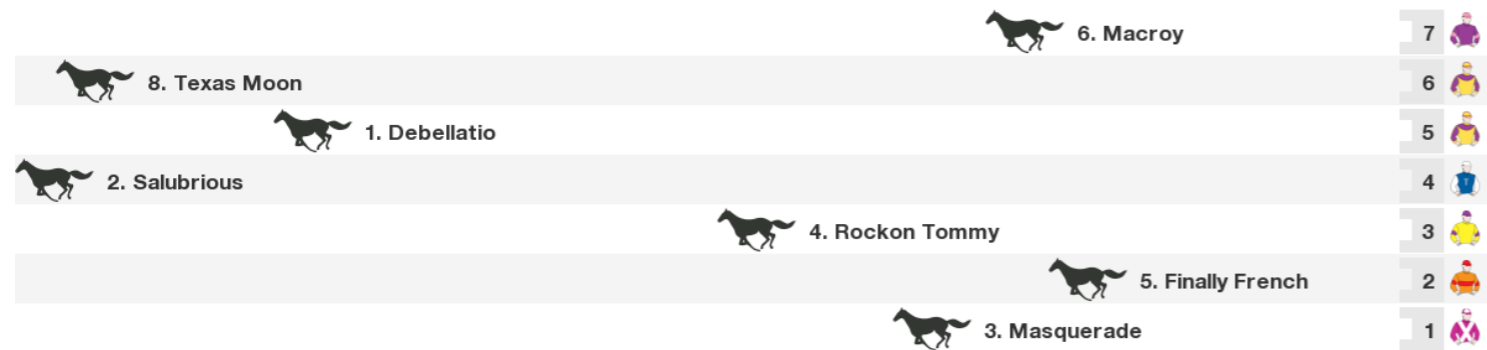 6. Macroy 7
8. Texas Moon 6
1. Debellatio 5
2. Salubrious 4
T
4. Rockon Tommy 3
5. Finally French 2
3. Masquerade 1